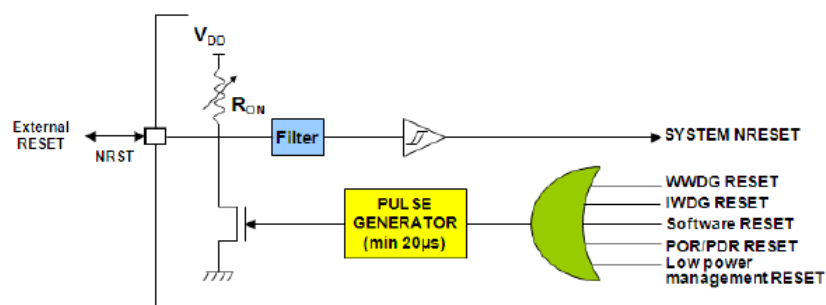 VDD
RON
External
RESET
NRST
Filter
SYSTEM NRESET
PULSE
GENERATOR
(min 20µs)
WWDG RESET
IWDG RESET
Software RESET
POR/PDR RESET
Low power
management RESET